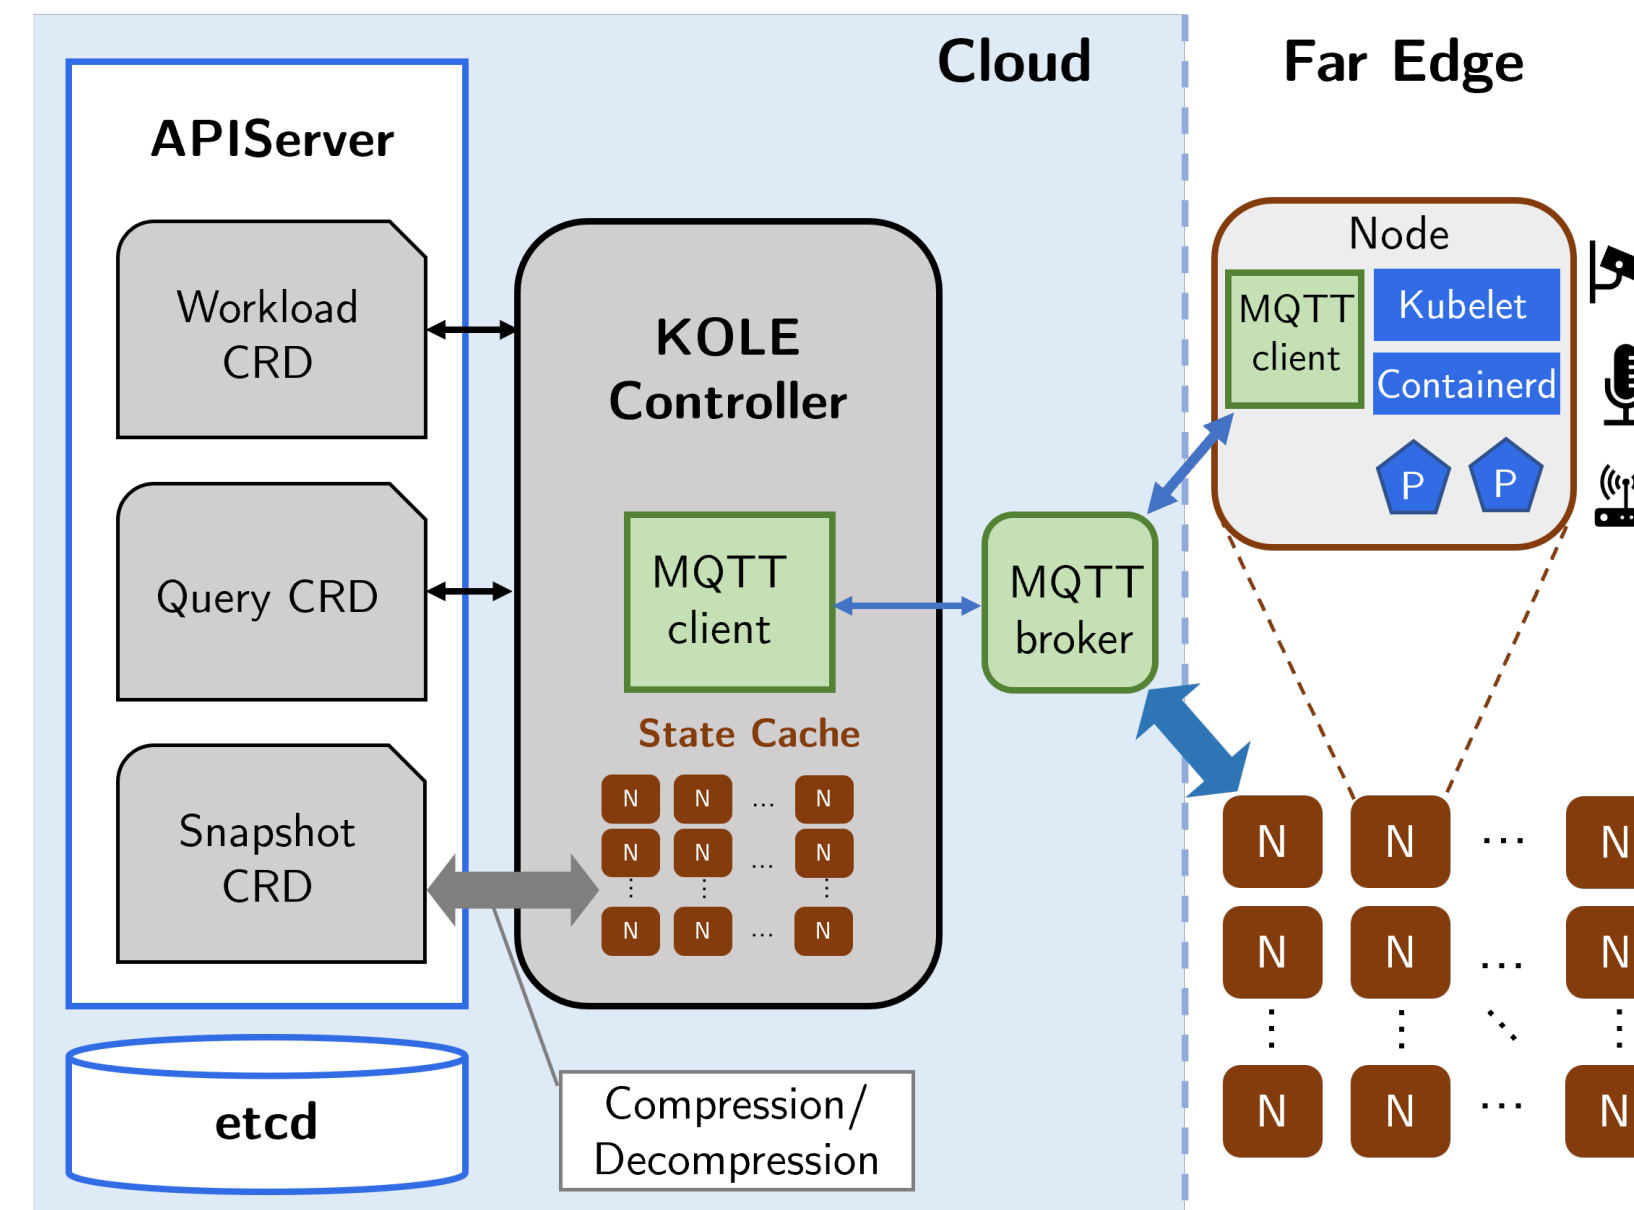 Cloud
Far Edge
APIServer
Workload
CRD
Query CRD
Snapshot
CRD
etcd
KOLE
Controller
MQTT
client
State Cache
N N ... N
N N ... N
N N ... N
Compression/
Decompression
MQTT
broker
Node
MQTT
client
Kubelet
Containerd
P P
N N ... N
N N ... N
N N ... N